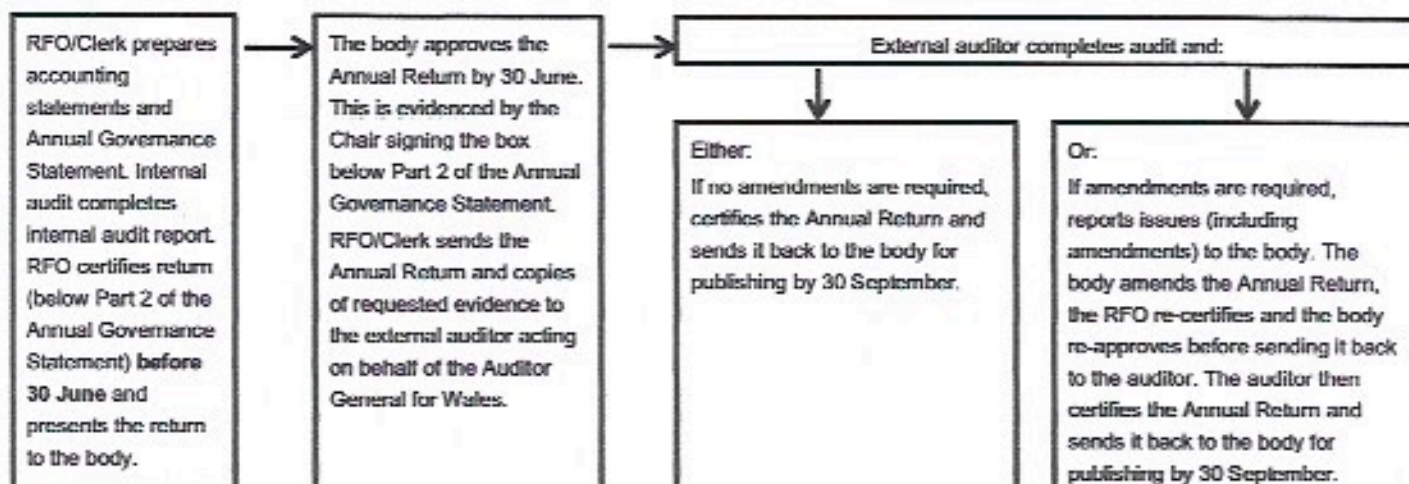 RFO/Clerk prepares
accounting
statements and
Annual Governance
Statement. Internal
audit completes
internal audit report.
RFO certifies return
(below Part 2 of the
Annual Governance
Statement) before
30 June and
presents the return
to the body.
The body approves the
Annual Return by 30 June.
This is evidenced by the
Chair signing the box
below Part 2 of the Annual
Governance Statement.
RFO/Clerk sends the
Annual Return and copies
of requested evidence to
the external auditor acting
on behalf of the Auditor
General for Wales.
External auditor completes audit and:
Either:
If no amendments are required,
certifies the Annual Return and
sends it back to the body for
publishing by 30 September.
Or:
If amendments are required,
reports issues (including
amendments) to the body. The
body amends the Annual Return,
the RFO re-certifies and the body
re-approves before sending it back
to the auditor. The auditor then
certifies the Annual Return and
sends it back to the body for
publishing by 30 September.